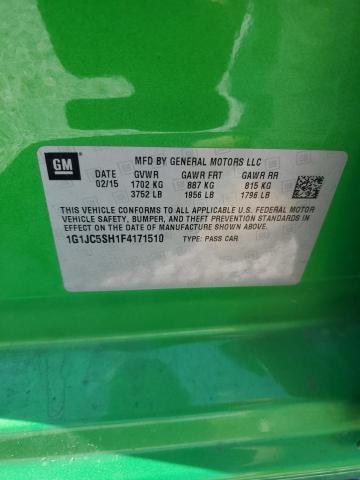 GM
MFD BY GENERAL MOTORS LLC
DATE GVWR GAWR FRT GAWR RR
02/15 1702 KG 887 KG 815 KG
3752 LB 1956 LB 1796 LB
THIS VEHICLE CONFORMS TO ALL APPLICABLE U.S. FEDERAL MOTOR
VEHICLE SAFETY, BUMPER, AND THEFT PREVENTION STANDARDS IN
EFFECT ON THE DATE OF MANUFACTURE SHOWN ABOVE.
1G1JC5SH1F4171510 TYPE: PASS CAR